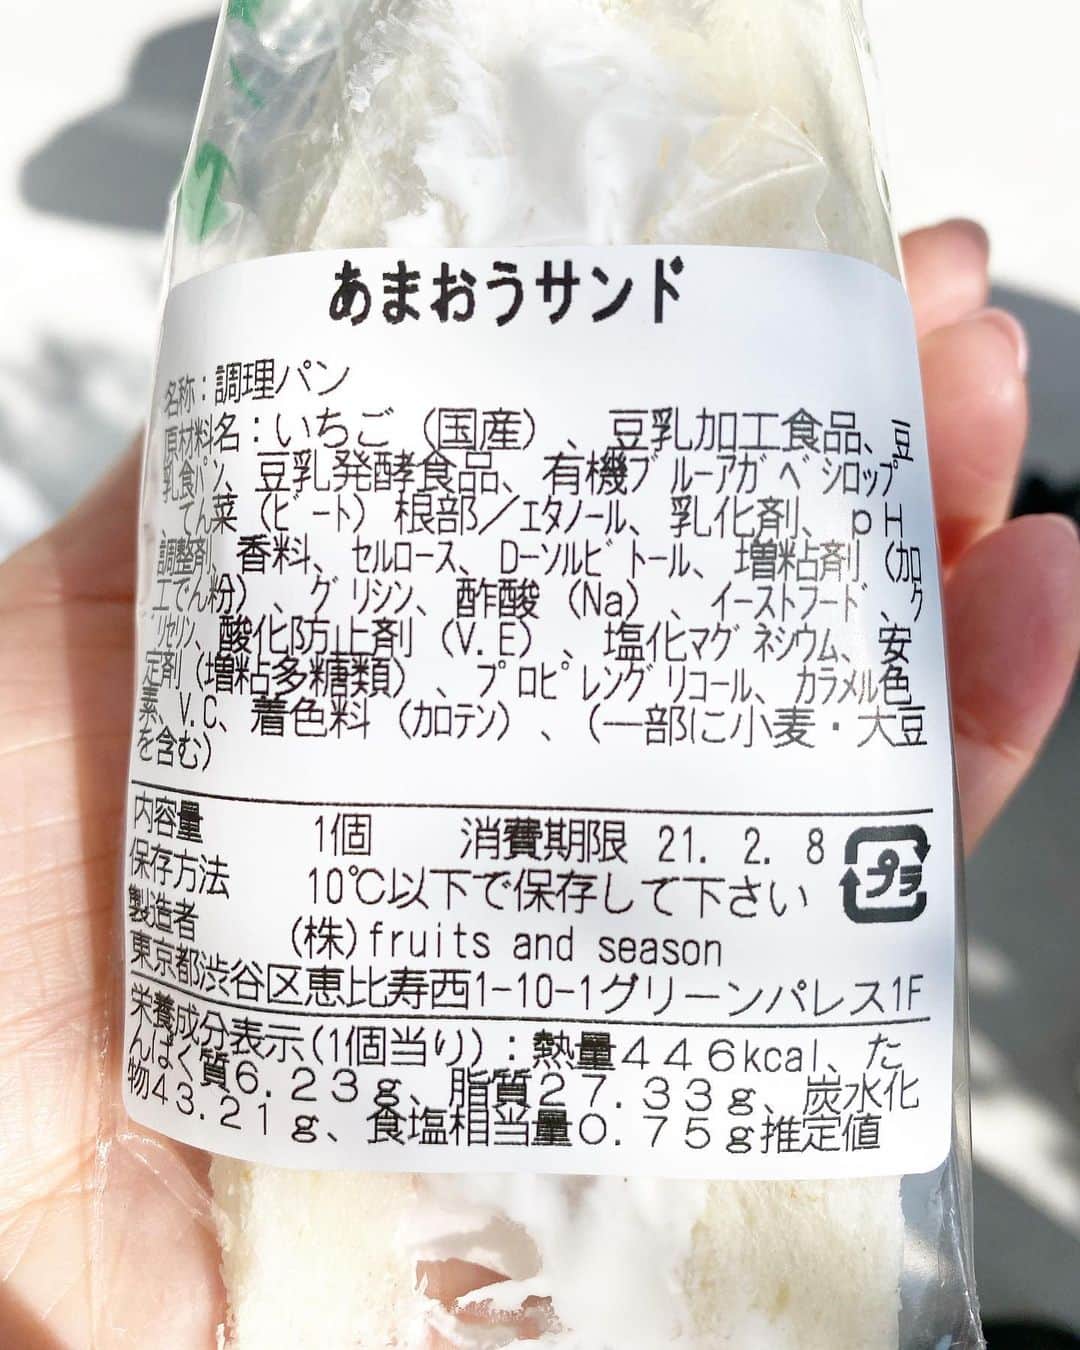 あまおうサンド
名称：調理パン
原材料名：いちご（国産）、豆乳加工食品、豆
乳食パン、豆乳発酵食品、有機ﾌﾞﾙｰｱｶﾞﾍﾞｼﾛｯﾌﾟ
、てん菜（ﾋﾞｰﾄ）根部／ｴﾀﾉｰﾙ、乳化剤、ｐＨ
調整剤、香料、ｾﾙﾛｰｽ、Dｰｿﾙﾋﾞﾄｰﾙ、増粘剤（加
工でん粉）、ｸﾞﾘｼﾝ、酢酸（Na）、ｲｰｽﾄﾌｰﾄﾞ、ｸﾞ
ﾘｾﾘﾝ、酸化防止剤（V.E）、塩化ﾏｸﾞﾈｼｳﾑ、安
定剤（増粘多糖類）、ﾌﾟﾛﾋﾟﾚﾝｸﾞﾘｺｰﾙ、ｶﾗﾒﾙ色
素、V.C、着色料（ｶﾛﾃﾝ）、（一部に小麦・大豆
を含む）
内容量 1個 消費期限 21. 2. 8
保存方法 10℃以下で保存して下さい
プラ
製造者 (株)fruits and season
東京都渋谷区恵比寿西1-10-1グリーンパレス1F
栄養成分表示(1個当り)：熱量４４６kcal、た
んぱく質６.２３ｇ、脂質２７.３３ｇ、炭水化
物４３.２１ｇ、食塩相当量０.７５ｇ推定値